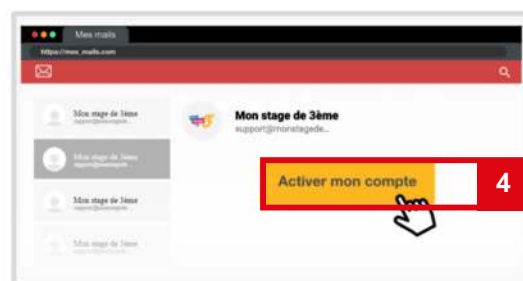 Mes mails
https://mes_mails.com
Mon stage de 3ème
Mon stage de 3ème
support@monstagede...
Mon stage de 3ème
Activer mon compte
4
Mon stage de 3ème
Mon stage de 3ème